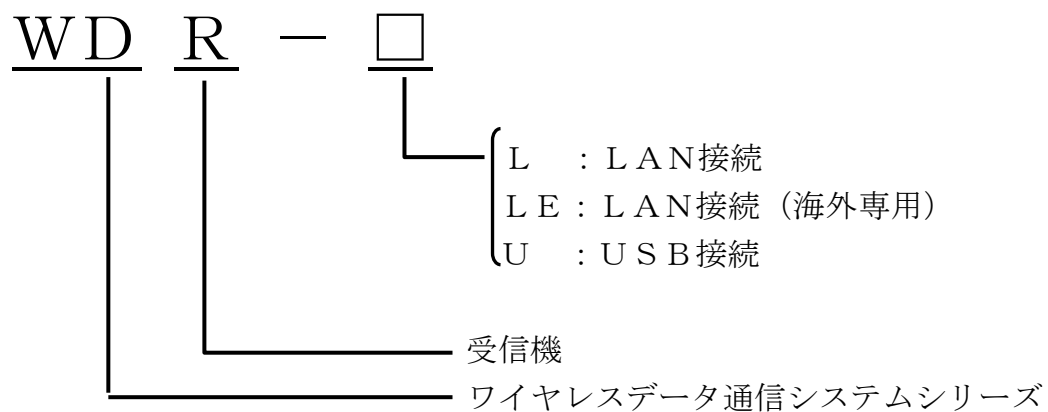 ＷＤ Ｒ － □
Ｌ　：ＬＡＮ接続
ＬＥ：ＬＡＮ接続（海外専用）
Ｕ　：ＵＳＢ接続
受信機
ワイヤレスデータ通信システムシリーズ